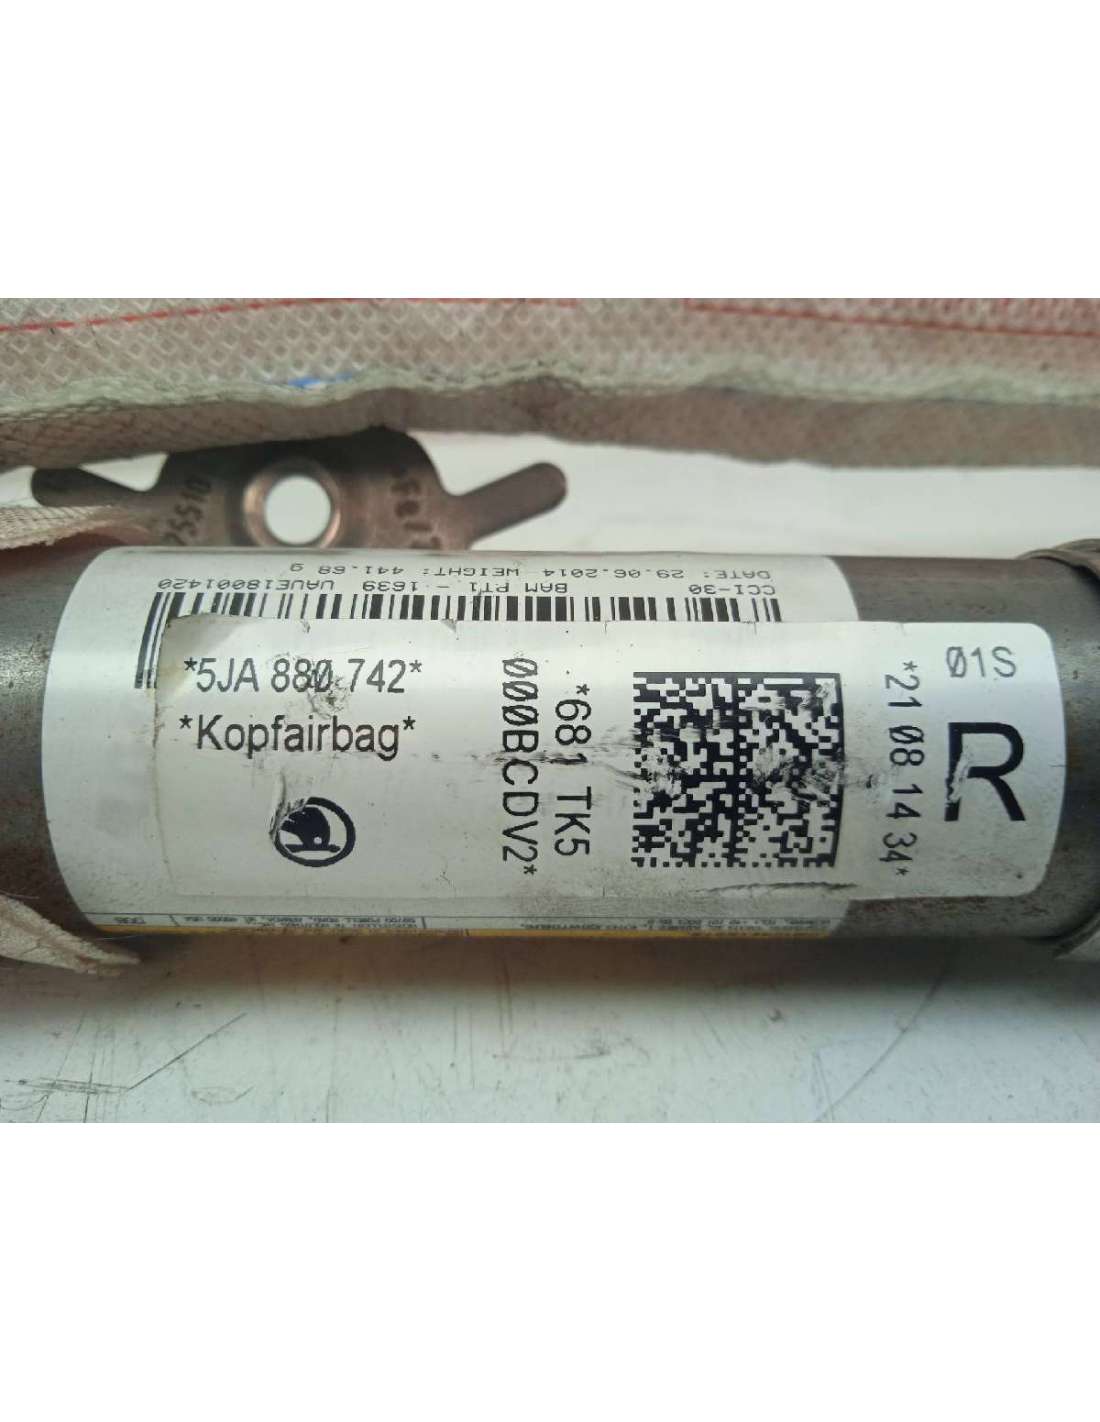 *5JA 880 742*
*Kopfairbag*
*681 TK5
000BCDV2*
*21 08 14 34*
01S
R
CCI-30 BAM PT1 - 1639 UAUE18001420
DATE: 29.06.2014 WEIGHT: 441.68 g